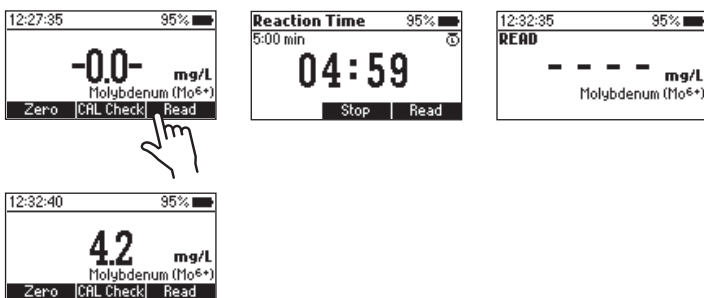 12:27:35 95%
-0.0- mg/L
Molybdenum (Mo⁶⁺)
Zero CAL Check Read
Reaction Time 95%
5:00 min
04:59
Stop Read
12:32:35 95%
READ
- - - - mg/L
Molybdenum (Mo⁶⁺)
12:32:40 95%
4.2 mg/L
Molybdenum (Mo⁶⁺)
Zero CAL Check Read